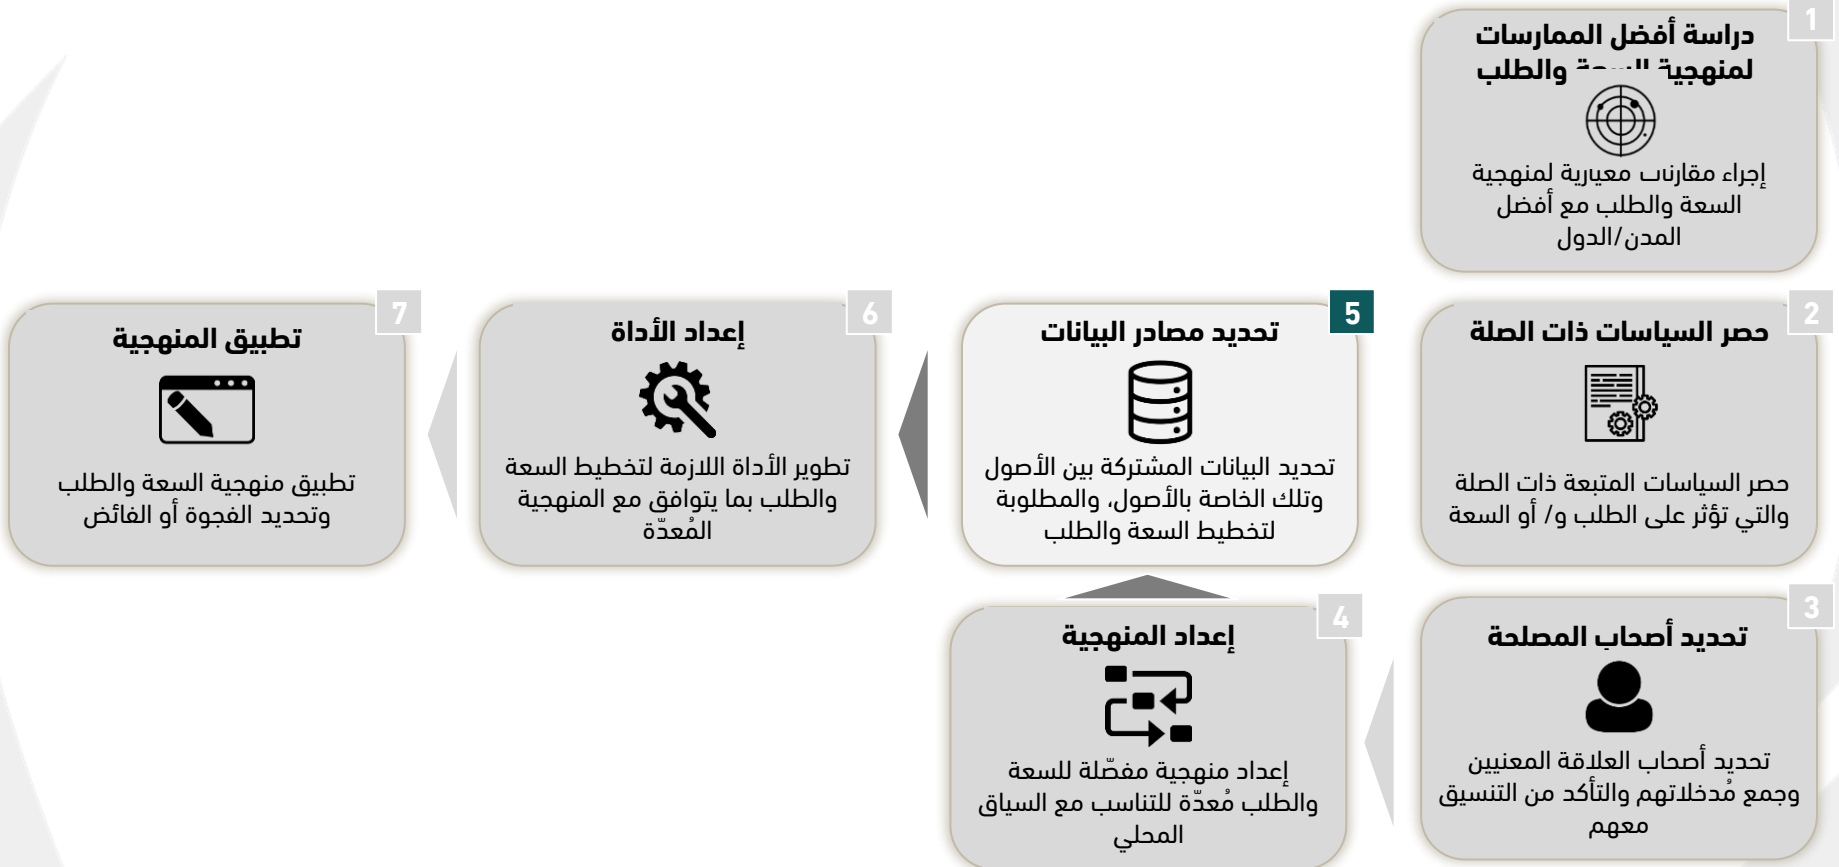 1
دراسة أفضل الممارسات
لمنهجية السعة والطلب
إجراء مقارنات معيارية لمنهجية
السعة والطلب مع أفضل
المدن/الدول
2
حصر السياسات ذات الصلة
حصر السياسات المتبعة ذات الصلة
والتي تؤثر على الطلب و/ أو السعة
3
تحديد أصحاب المصلحة
تحديد أصحاب العلاقة المعنيين
وجمع مُدخلاتهم والتأكد من التنسيق
معهم
4
إعداد المنهجية
إعداد منهجية مفصّلة للسعة
والطلب مُعدّة للتناسب مع السياق
المحلي
5
تحديد مصادر البيانات
تحديد البيانات المشتركة بين الأصول
وتلك الخاصة بالأصول، والمطلوبة
لتخطيط السعة والطلب
6
إعداد الأداة
تطوير الأداة اللازمة لتخطيط السعة
والطلب بما يتوافق مع المنهجية
المُعدّة
7
تطبيق المنهجية
تطبيق منهجية السعة والطلب
وتحديد الفجوة أو الفائض